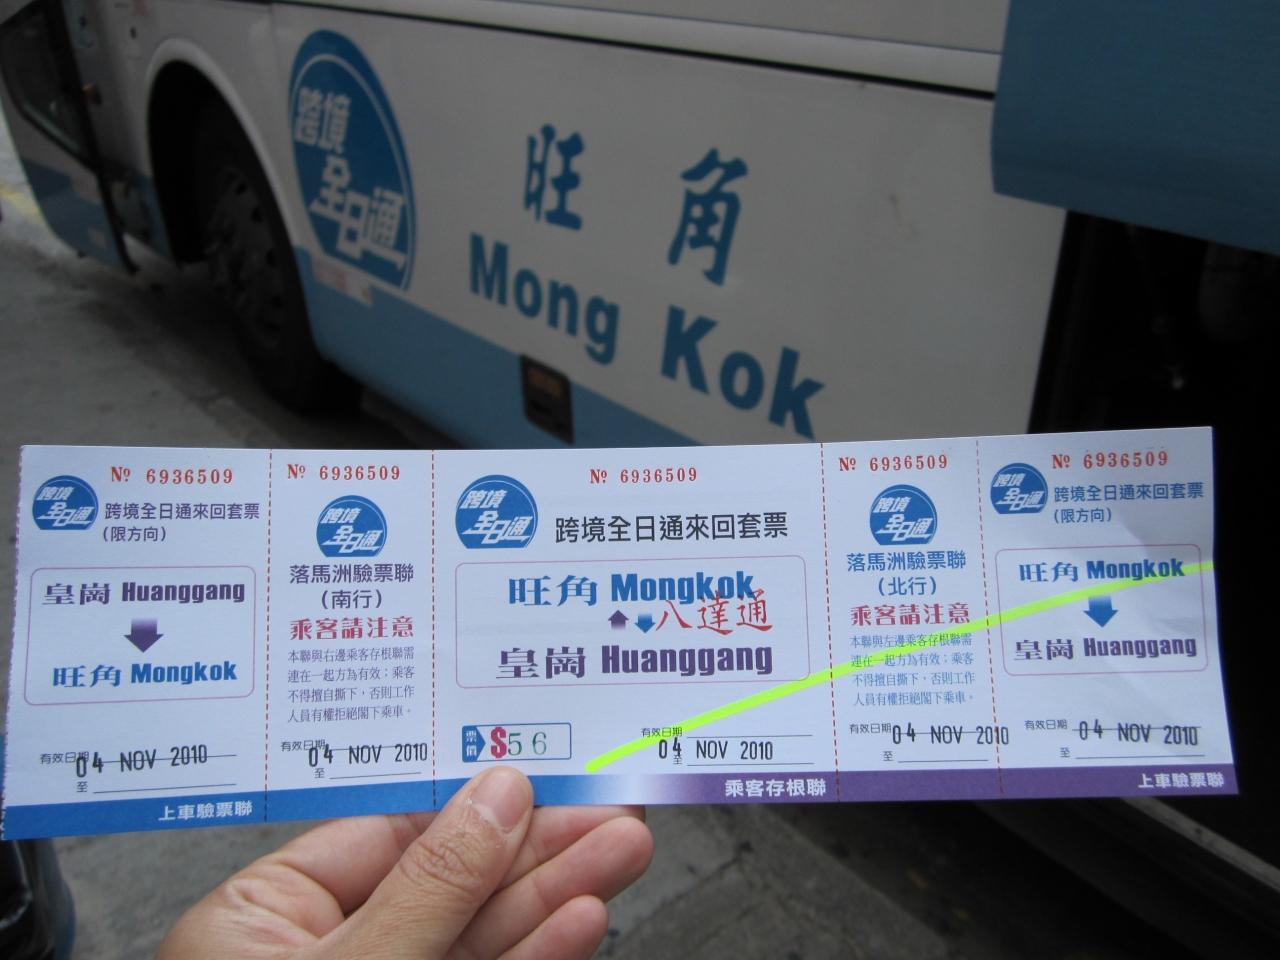 跨境
全日通
旺角
Mong Kok
№ 6936509
跨境
全日通
跨境全日通來回套票
(限方向)
皇崗 Huanggang
旺角 Mongkok
有效日期
04 NOV 2010
至
上車驗票聯
№ 6936509
跨境
全日通
落馬洲驗票聯
(南行)
乘客請注意
本聯與右邊乘客存根聯需
連在一起方為有效；乘客
不得擅自撕下，否則工作
人員有權拒絕閣下乘車。
有效日期
04 NOV 2010
至
№ 6936509
跨境
全日通
跨境全日通來回套票
旺角 Mongkok
八達通
皇崗 Huanggang
票價 $56
有效日期
04 NOV 2010
至
乘客存根聯
№ 6936509
跨境
全日通
落馬洲驗票聯
(北行)
乘客請注意
本聯與左邊乘客存根聯需
連在一起方為有效；乘客
不得擅自撕下，否則工作
人員有權拒絕閣下乘車。
有效日期
04 NOV 2010
至
№ 6936509
跨境
全日通
跨境全日通來回套票
(限方向)
旺角 Mongkok
皇崗 Huanggang
有效日期
04 NOV 2010
至
上車驗票聯